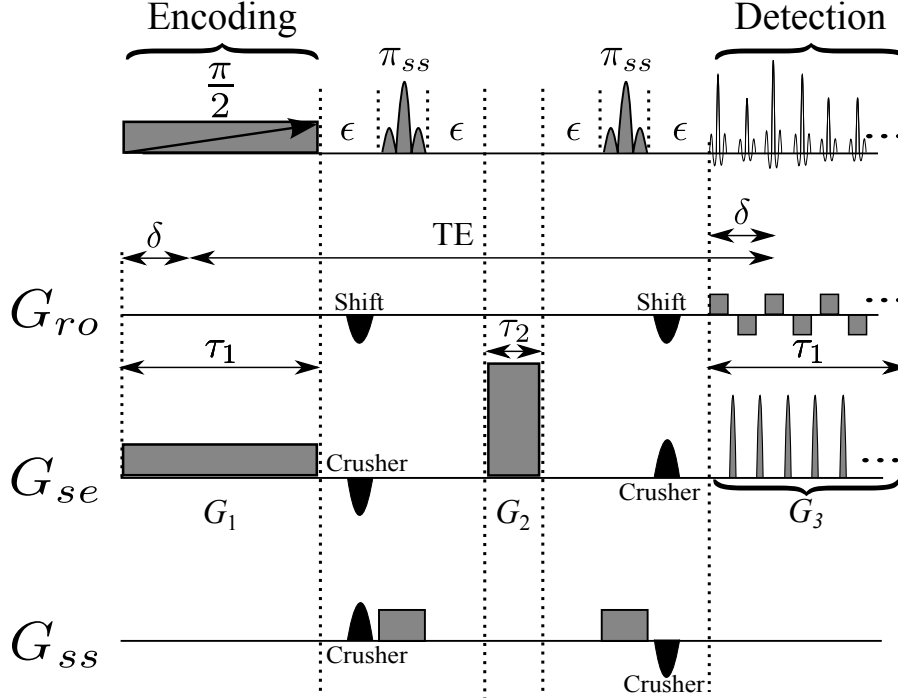 Encoding Detection
π/2 π_ss π_ss
ϵ ϵ ϵ ϵ
δ TE δ
G_ro Shift Shift
τ_1 τ_2 τ_1
G_se Crusher Crusher
G_1 G_2 G_3
G_ss Crusher Crusher